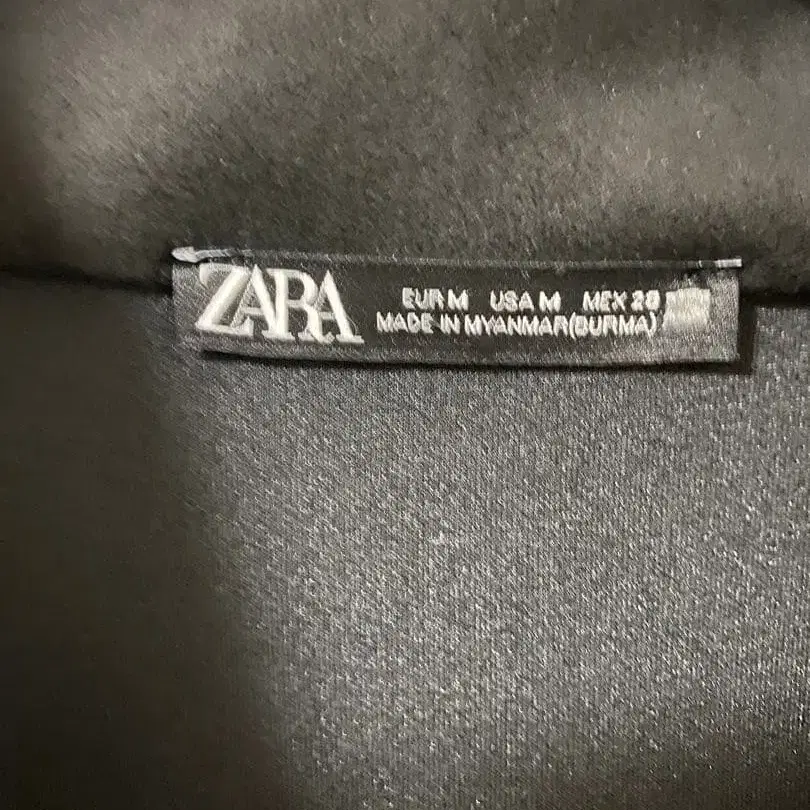 ZARA
EUR M USA M MEX 28
MADE IN MYANMAR(BURMA)